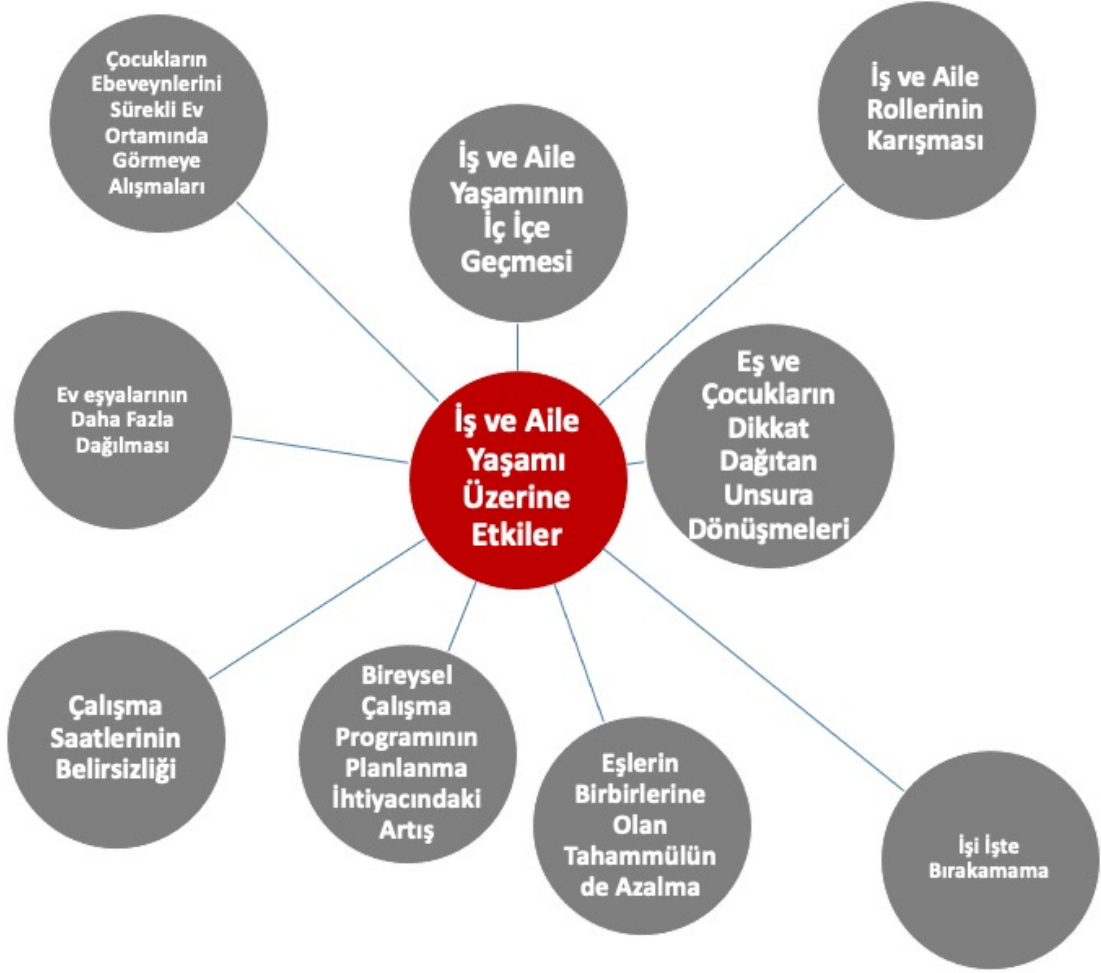 Çocukların
Ebeveynlerini
Sürekli Ev
Ortamında
Görmeye
Alışmaları
İş ve Aile
Yaşamının
İç İçe
Geçmesi
İş ve Aile
Rollerinin
Karışması
Ev eşyalarının
Daha Fazla
Dağılması
İş ve Aile
Yaşamı
Üzerine
Etkiler
Eş ve
Çocukların
Dikkat
Dağıtan
Unsura
Dönüşmeleri
Çalışma
Saatlerinin
Belirsizliği
Bireysel
Çalışma
Programının
Planlanma
İhtiyacındaki
Artış
Eşlerin
Birbirlerine
Olan
Tahammülün
de Azalma
İşi İşte
Bırakamama